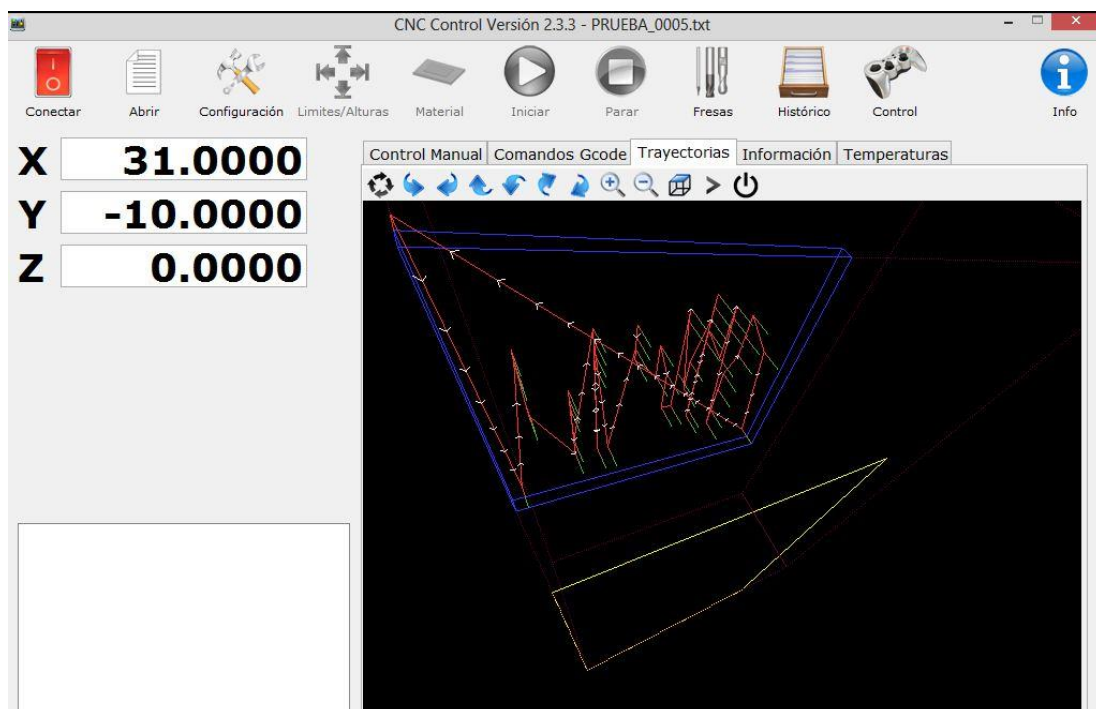 CNC Control Versión 2.3.3 - PRUEBA_0005.txt
Conectar Abrir Configuración Limites/Alturas Material Iniciar Parar Fresas Histórico Control Info
X 31.0000
Y -10.0000
Z 0.0000
Control Manual Comandos Gcode Trayectorias Información Temperaturas